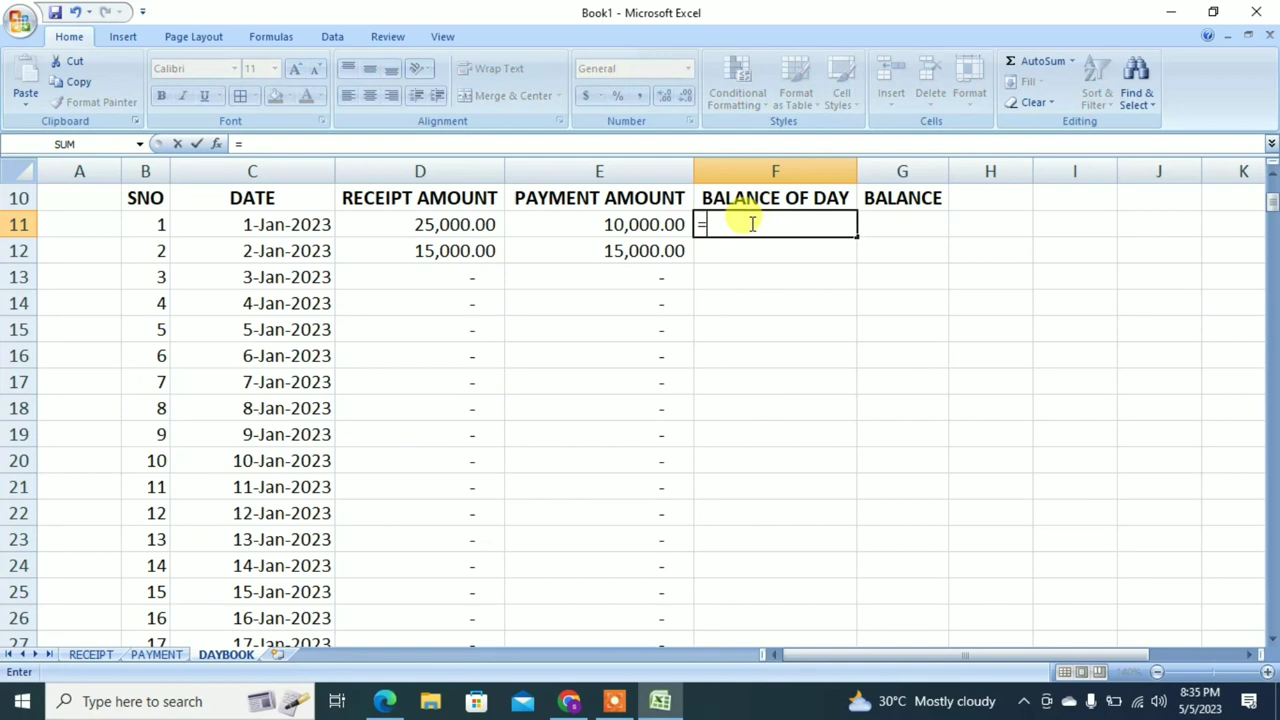 Book1 - Microsoft Excel
Home Insert Page Layout Formulas Data Review View
Paste Cut Copy Format Painter Clipboard
Calibri 11 B I U Font
Wrap Text Merge & Center Alignment
General $ % , Number
Conditional Formatting Format as Table Cell Styles Styles
Insert Delete Format Cells
AutoSum Fill Clear Sort & Filter Find & Select Editing
SUM =
A B C D E F G H I J K
10 SNO DATE RECEIPT AMOUNT PAYMENT AMOUNT BALANCE OF DAY BALANCE
11 1 1-Jan-2023 25,000.00 10,000.00 =
12 2 2-Jan-2023 15,000.00 15,000.00
13 3 3-Jan-2023 - -
14 4 4-Jan-2023 - -
15 5 5-Jan-2023 - -
16 6 6-Jan-2023 - -
17 7 7-Jan-2023 - -
18 8 8-Jan-2023 - -
19 9 9-Jan-2023 - -
20 10 10-Jan-2023 - -
21 11 11-Jan-2023 - -
22 12 12-Jan-2023 - -
23 13 13-Jan-2023 - -
24 14 14-Jan-2023 - -
25 15 15-Jan-2023 - -
26 16 16-Jan-2023 - -
27 17 17-Jan-2023 - -
RECEIPT PAYMENT DAYBOOK
Enter 140%
Type here to search 30°C Mostly cloudy 8:35 PM
5/5/2023